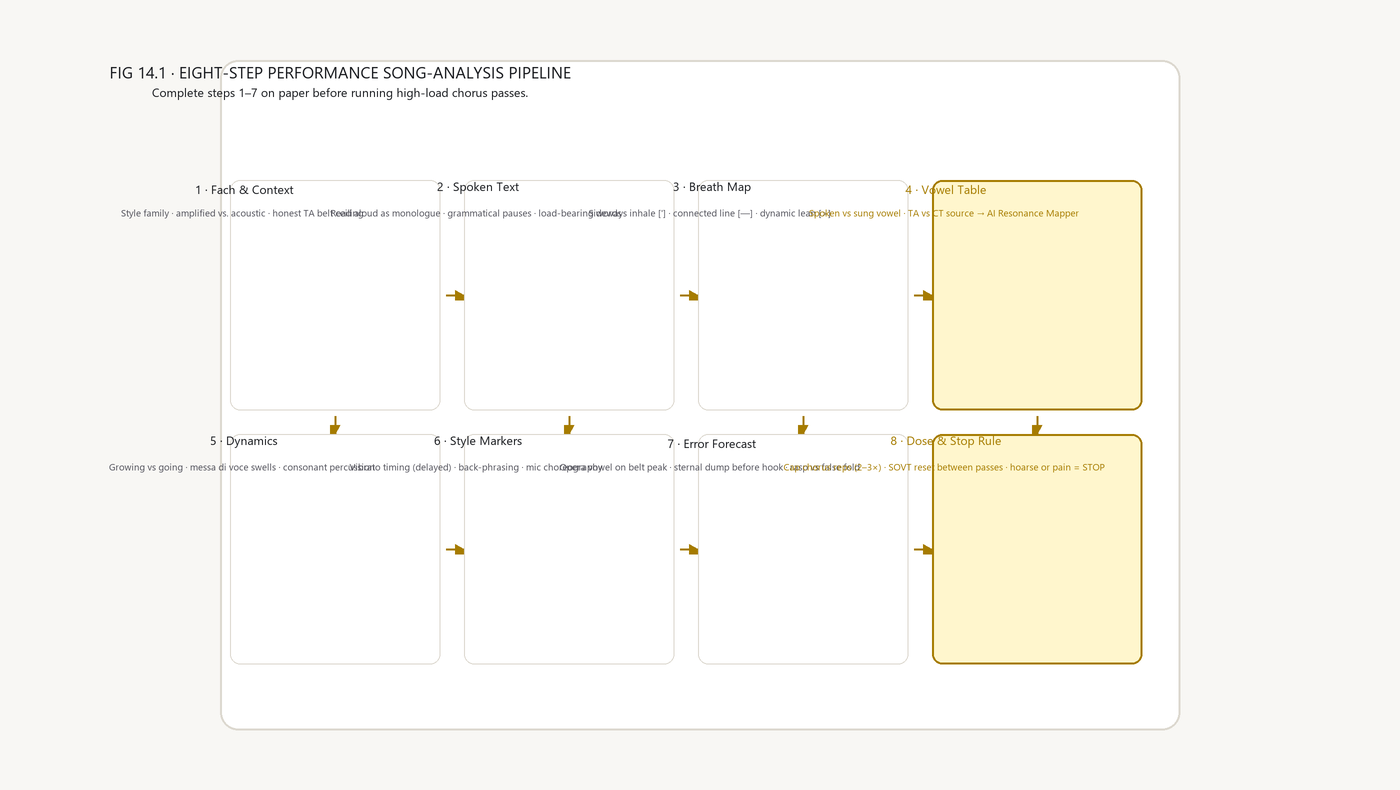 FIG 14.1 · EIGHT-STEP PERFORMANCE SONG-ANALYSIS PIPELINE
Complete steps 1–7 on paper before running high-load chorus passes.
1 · Fach & Context
Style family · amplified vs. acoustic · honest TA belt ceiling
2 · Spoken Text
Read aloud as monologue · grammatical pauses · load-bearing words
3 · Breath Map
Sideways inhale ['] · connected line [—] · dynamic lean
4 · Vowel Table
Spoken vs sung vowel · TA vs CT source → AI Resonance Mapper
5 · Dynamics
Growing vs going · messa di voce swells · consonant percussion
6 · Style Markers
Vibrato timing (delayed) · back-phrasing · mic choreography
7 · Error Forecast
Opera vowel on belt peak · sternal dump before hook · rasp vs false fold
8 · Dose & Stop Rule
Cap chorus reps (2–3×) · SOVT reset between passes · hoarse or pain = STOP